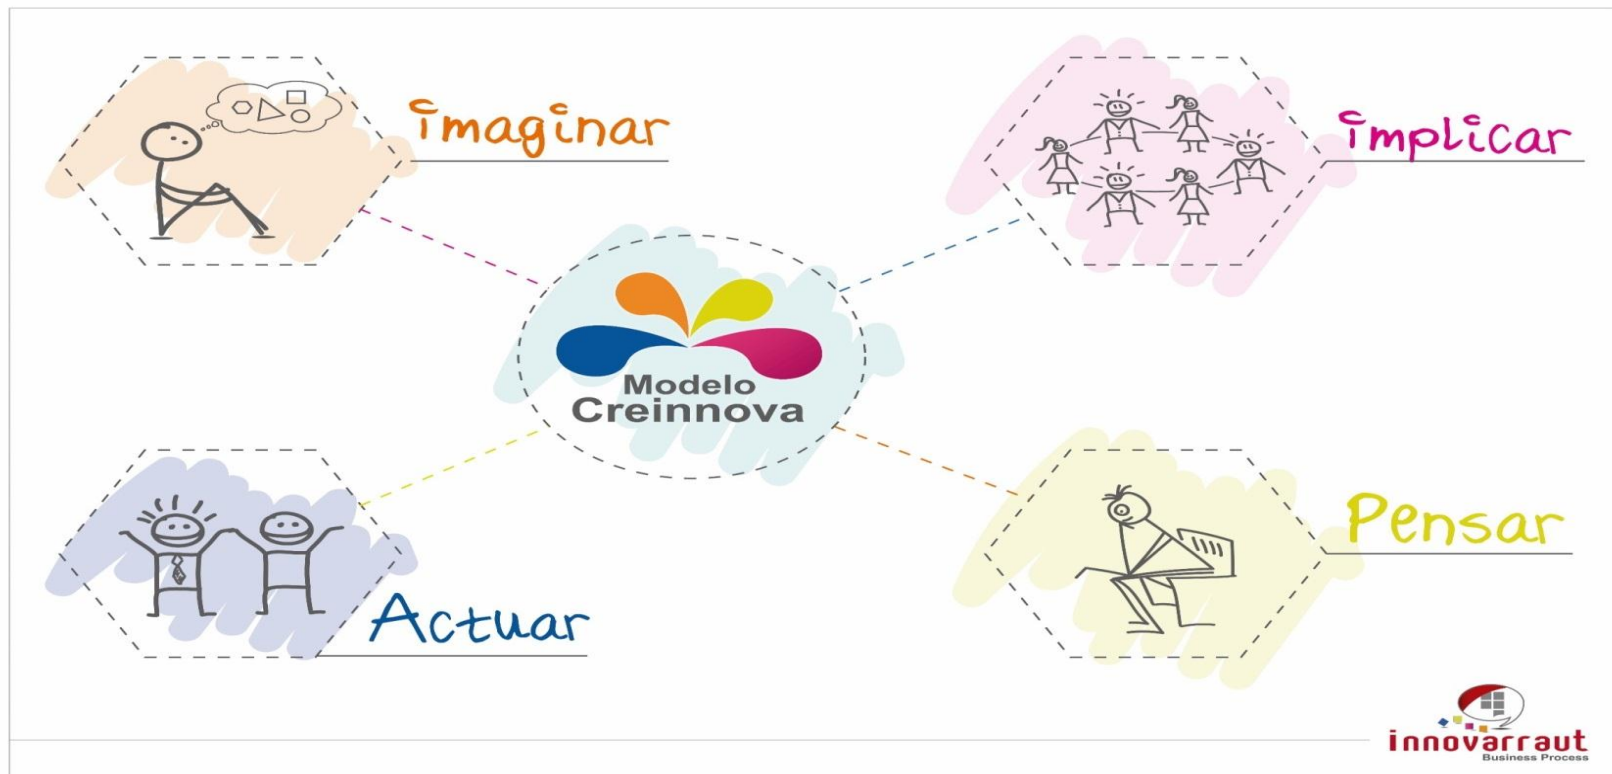 imaginar
implicar
Modelo
Creinnova
Actuar
Pensar
innovarraut
Business Process